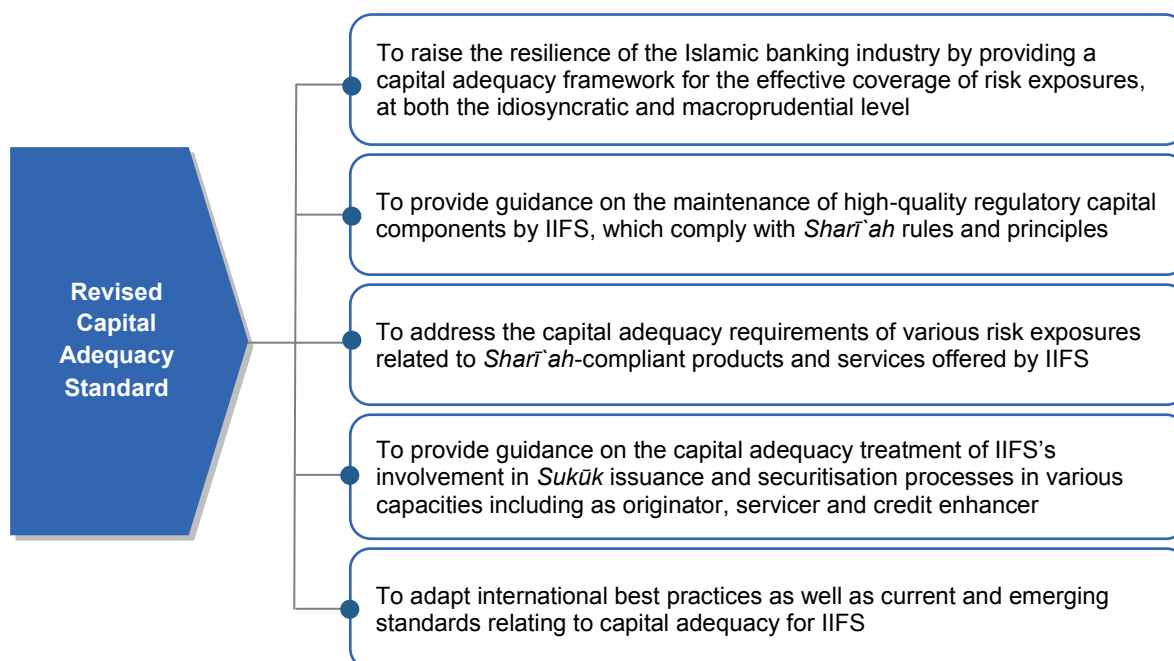 Revised
Capital
Adequacy
Standard
To raise the resilience of the Islamic banking industry by providing a
capital adequacy framework for the effective coverage of risk exposures,
at both the idiosyncratic and macroprudential level
To provide guidance on the maintenance of high-quality regulatory capital
components by IIFS, which comply with Sharī`ah rules and principles
To address the capital adequacy requirements of various risk exposures
related to Sharī`ah-compliant products and services offered by IIFS
To provide guidance on the capital adequacy treatment of IIFS’s
involvement in Sukūk issuance and securitisation processes in various
capacities including as originator, servicer and credit enhancer
To adapt international best practices as well as current and emerging
standards relating to capital adequacy for IIFS